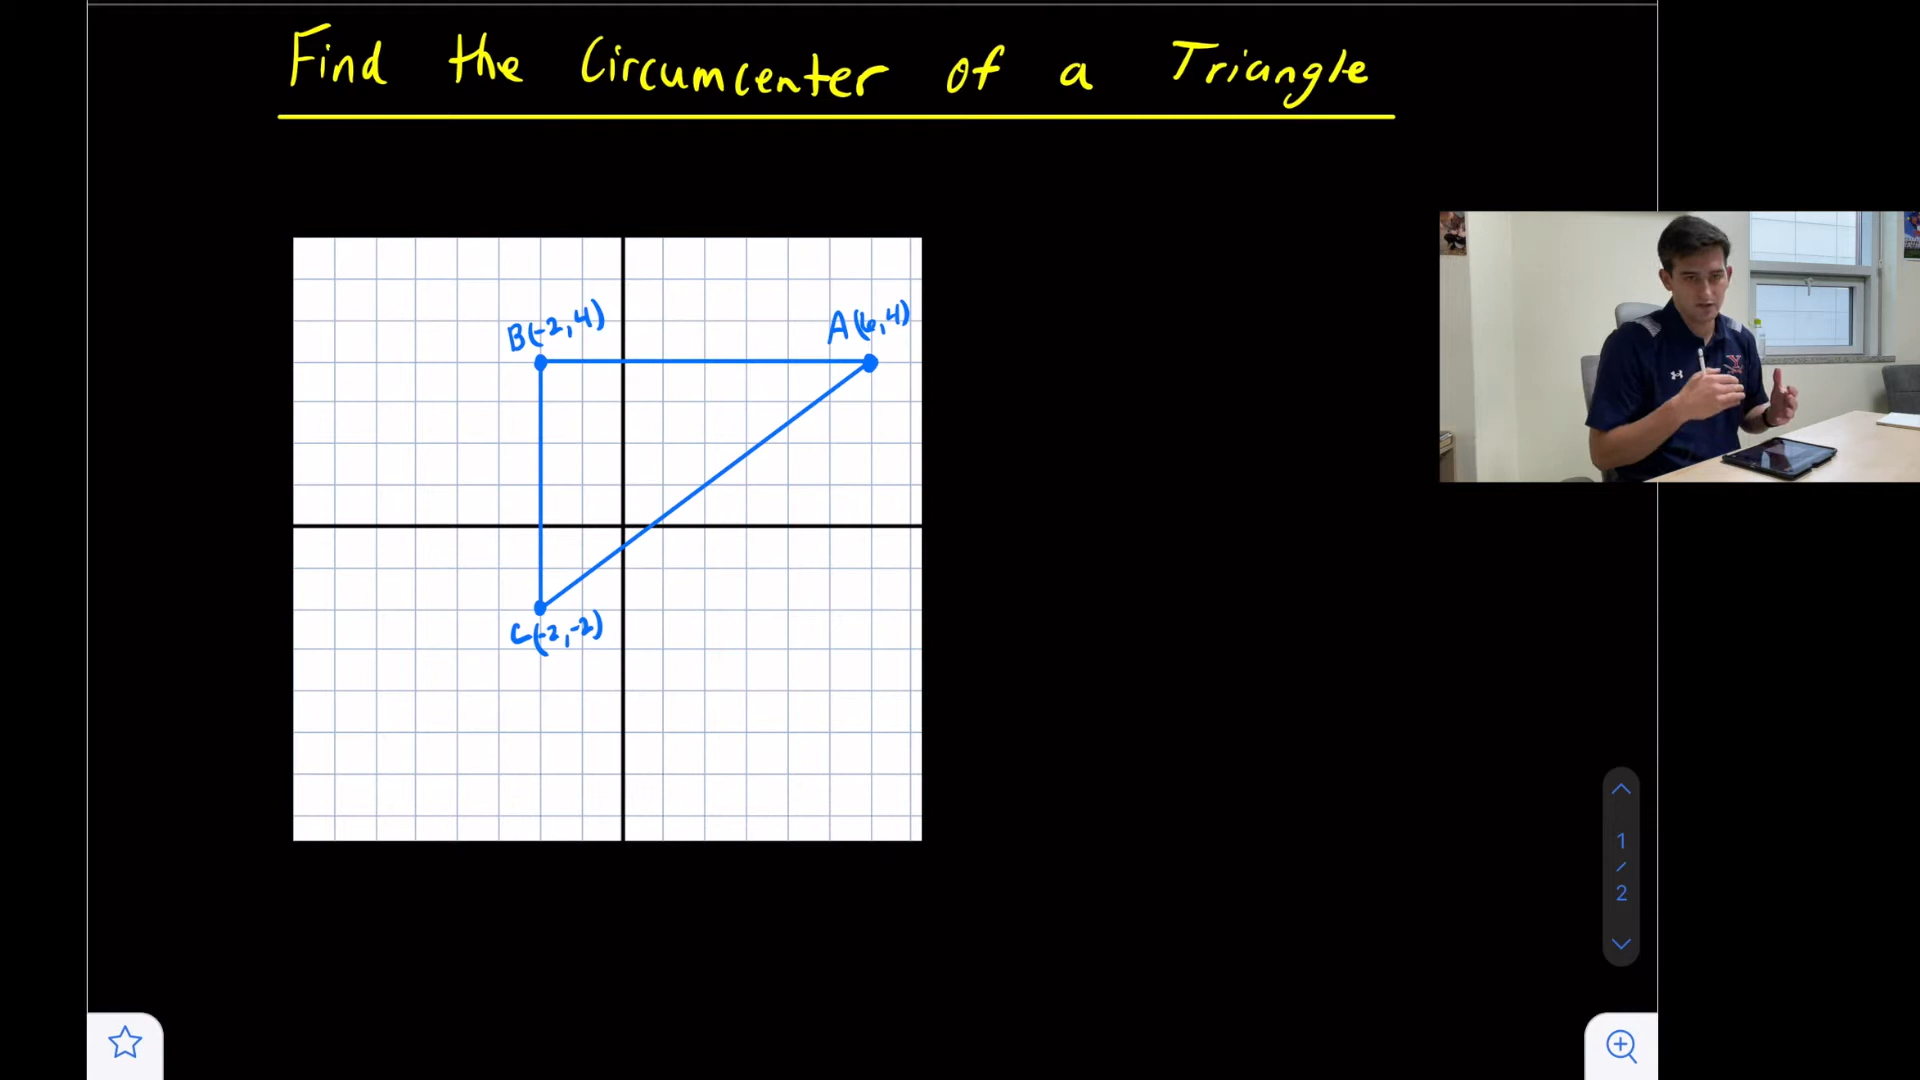 Find the Circumcenter of a Triangle
B(-2,4)
A(6,4)
C(-2,-2)
1
/
2